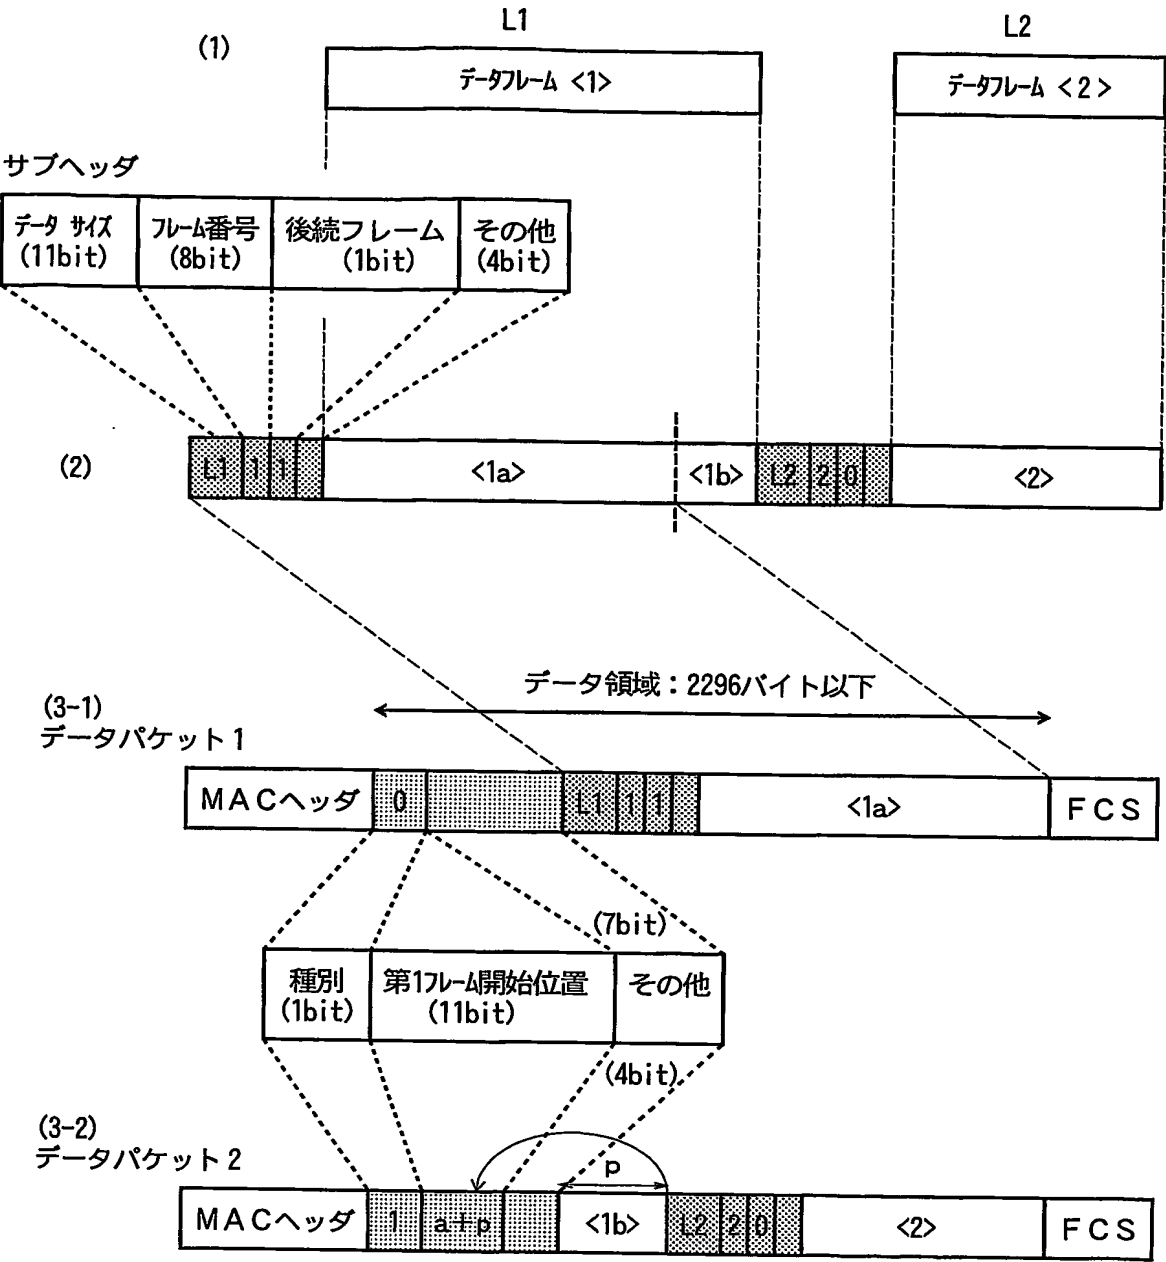 L1
L2
(1)
データフレーム <1>
データフレーム <2>
サブヘッダ
データ サイズ
(11bit)
フレーム番号
(8bit)
後続フレーム
(1bit)
その他
(4bit)
(2)
L1 1 1 <1a> <1b> L2 2 0 <2>
データ領域：2296バイト以下
(3-1)
データパケット1
MACヘッダ 0 L1 1 1 <1a> FCS
(7bit)
種別
(1bit)
第1フレーム開始位置
(11bit)
その他
(4bit)
(3-2)
データパケット2
p
MACヘッダ 1 a+p <1b> L2 2 0 <2> FCS